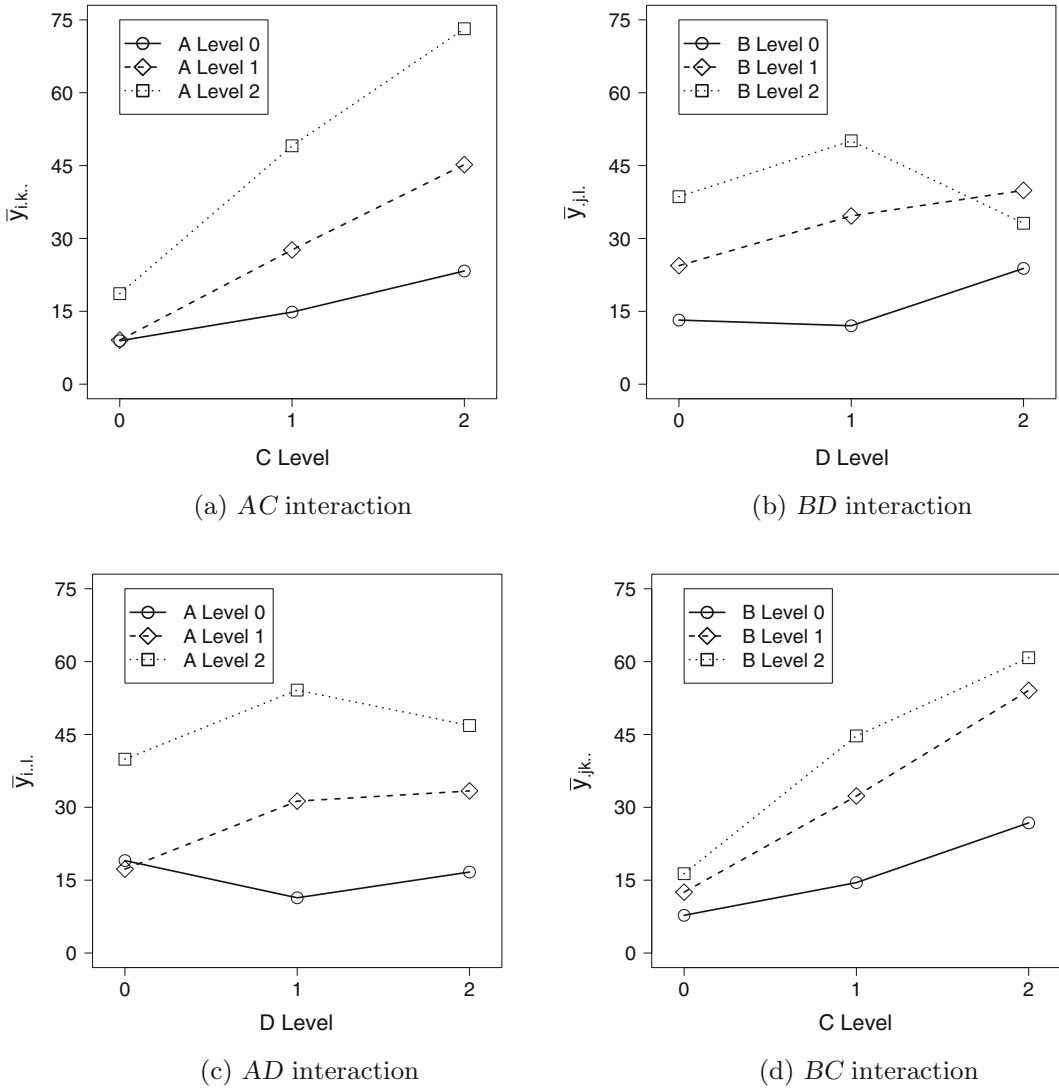 75
60
45
30
15
0
A Level 0
A Level 1
A Level 2
ȳi.k..
0 1 2
C Level
(a) AC interaction
75
60
45
30
15
0
B Level 0
B Level 1
B Level 2
ȳ.j.l.
0 1 2
D Level
(b) BD interaction
75
60
45
30
15
0
A Level 0
A Level 1
A Level 2
ȳi..l.
0 1 2
D Level
(c) AD interaction
75
60
45
30
15
0
B Level 0
B Level 1
B Level 2
ȳ.jk..
0 1 2
C Level
(d) BC interaction